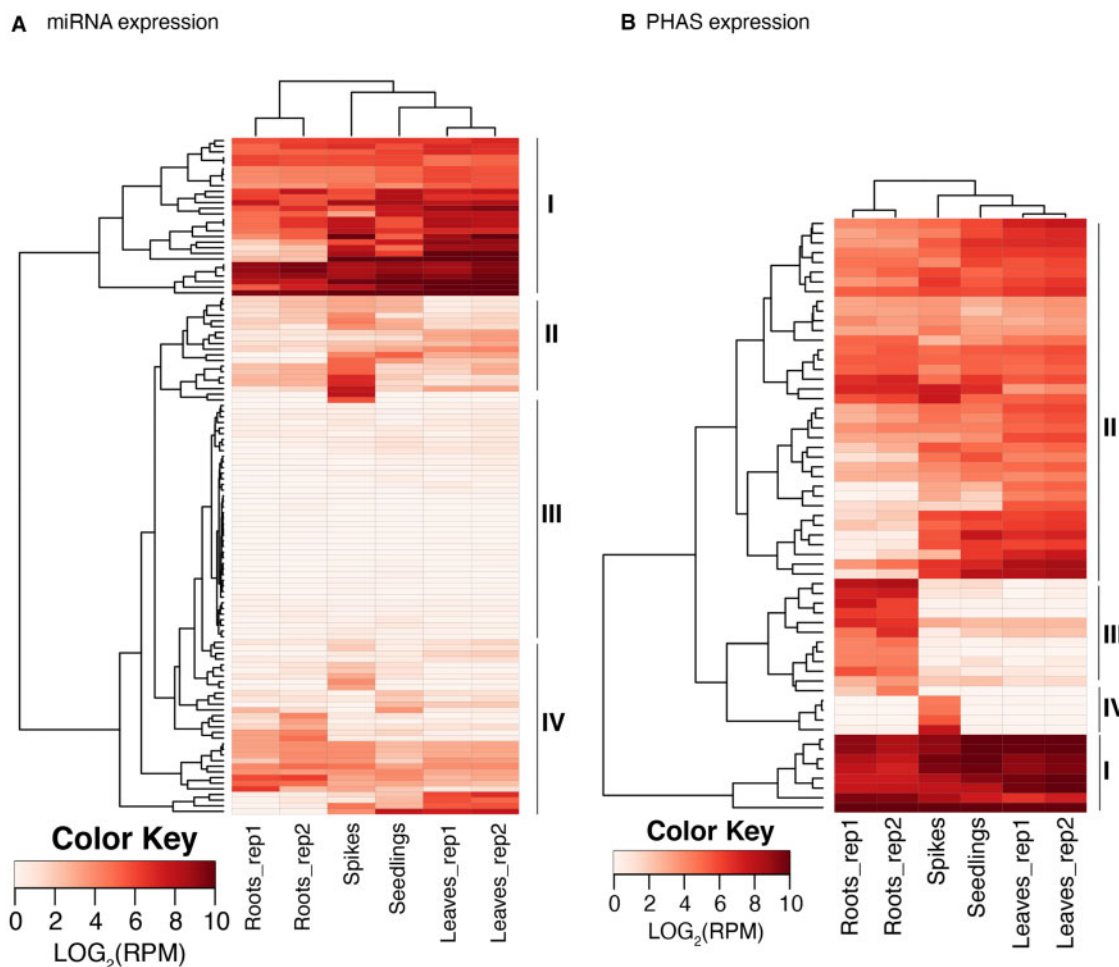 A miRNA expression
I
II
III
IV
Color Key
0 2 4 6 8 10
LOG2(RPM)
Roots_rep1
Roots_rep2
Spikes
Seedlings
Leaves_rep1
Leaves_rep2
B PHAS expression
II
III
IV
I
Color Key
0 2 4 6 8 10
LOG2(RPM)
Roots_rep1
Roots_rep2
Spikes
Seedlings
Leaves_rep1
Leaves_rep2